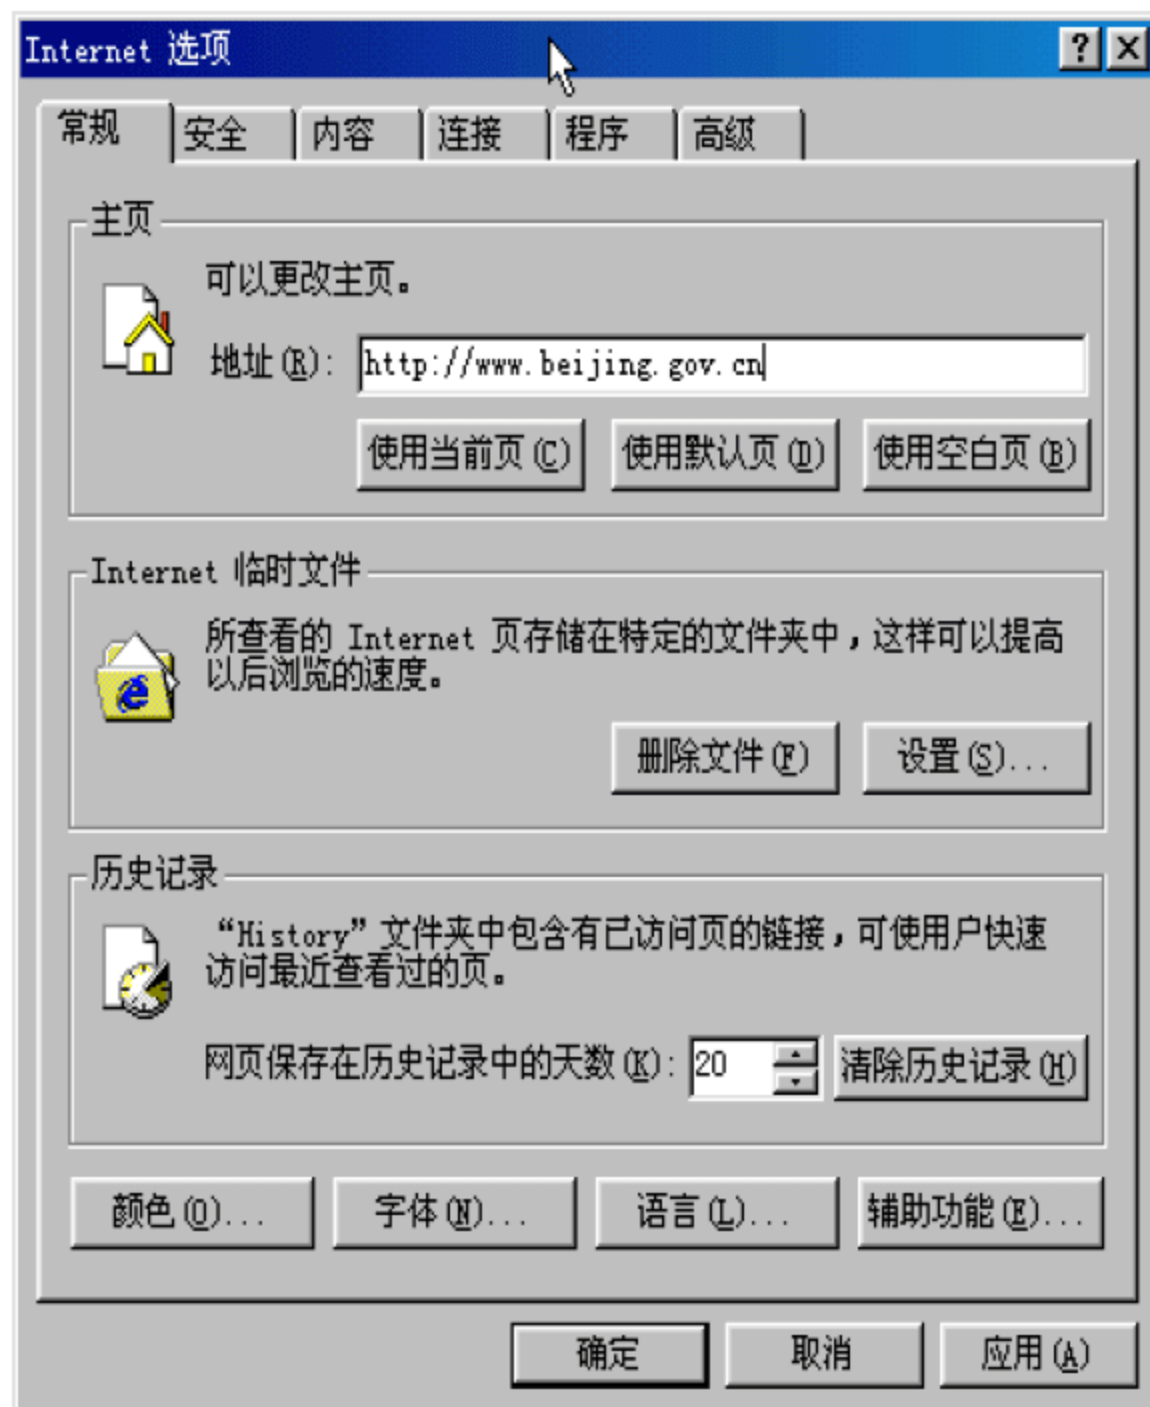 Internet 选项
常规 安全 内容 连接 程序 高级
主页
可以更改主页。
地址(R): http://www.beijing.gov.cn
使用当前页(C) 使用默认页(D) 使用空白页(B)
Internet 临时文件
所查看的 Internet 页存储在特定的文件夹中，这样可以提高
以后浏览的速度。
删除文件(F) 设置(S)...
历史记录
“History”文件夹中包含有已访问页的链接，可使用户快速
访问最近查看过的页。
网页保存在历史记录中的天数(K): 20 清除历史记录(H)
颜色(O)... 字体(N)... 语言(L)... 辅助功能(E)...
确定 取消 应用(A)